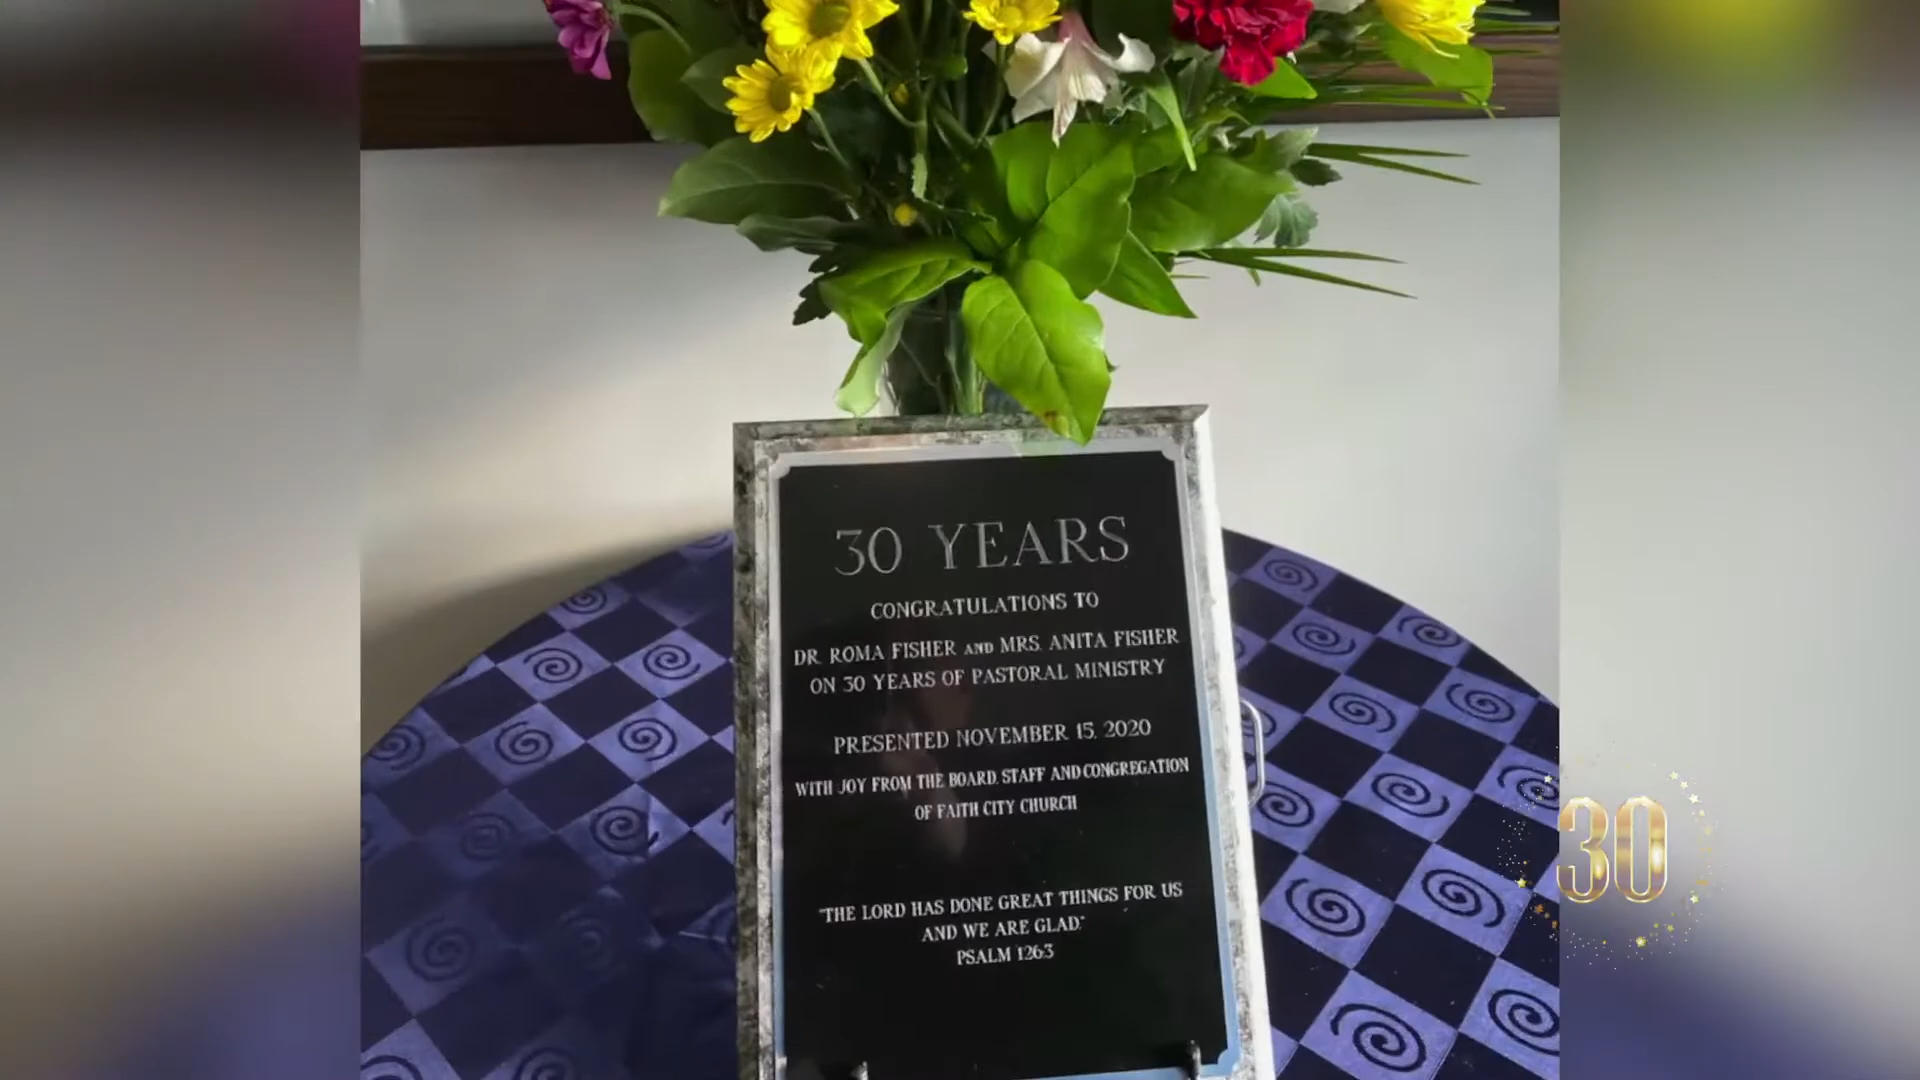 30 YEARS
CONGRATULATIONS TO
DR. ROMA FISHER AND MRS. ANITA FISHER
ON 30 YEARS OF PASTORAL MINISTRY
PRESENTED NOVEMBER 15, 2020
WITH JOY FROM THE BOARD, STAFF AND CONGREGATION
OF FAITH CITY CHURCH
"THE LORD HAS DONE GREAT THINGS FOR US
AND WE ARE GLAD."
PSALM 126:3
30